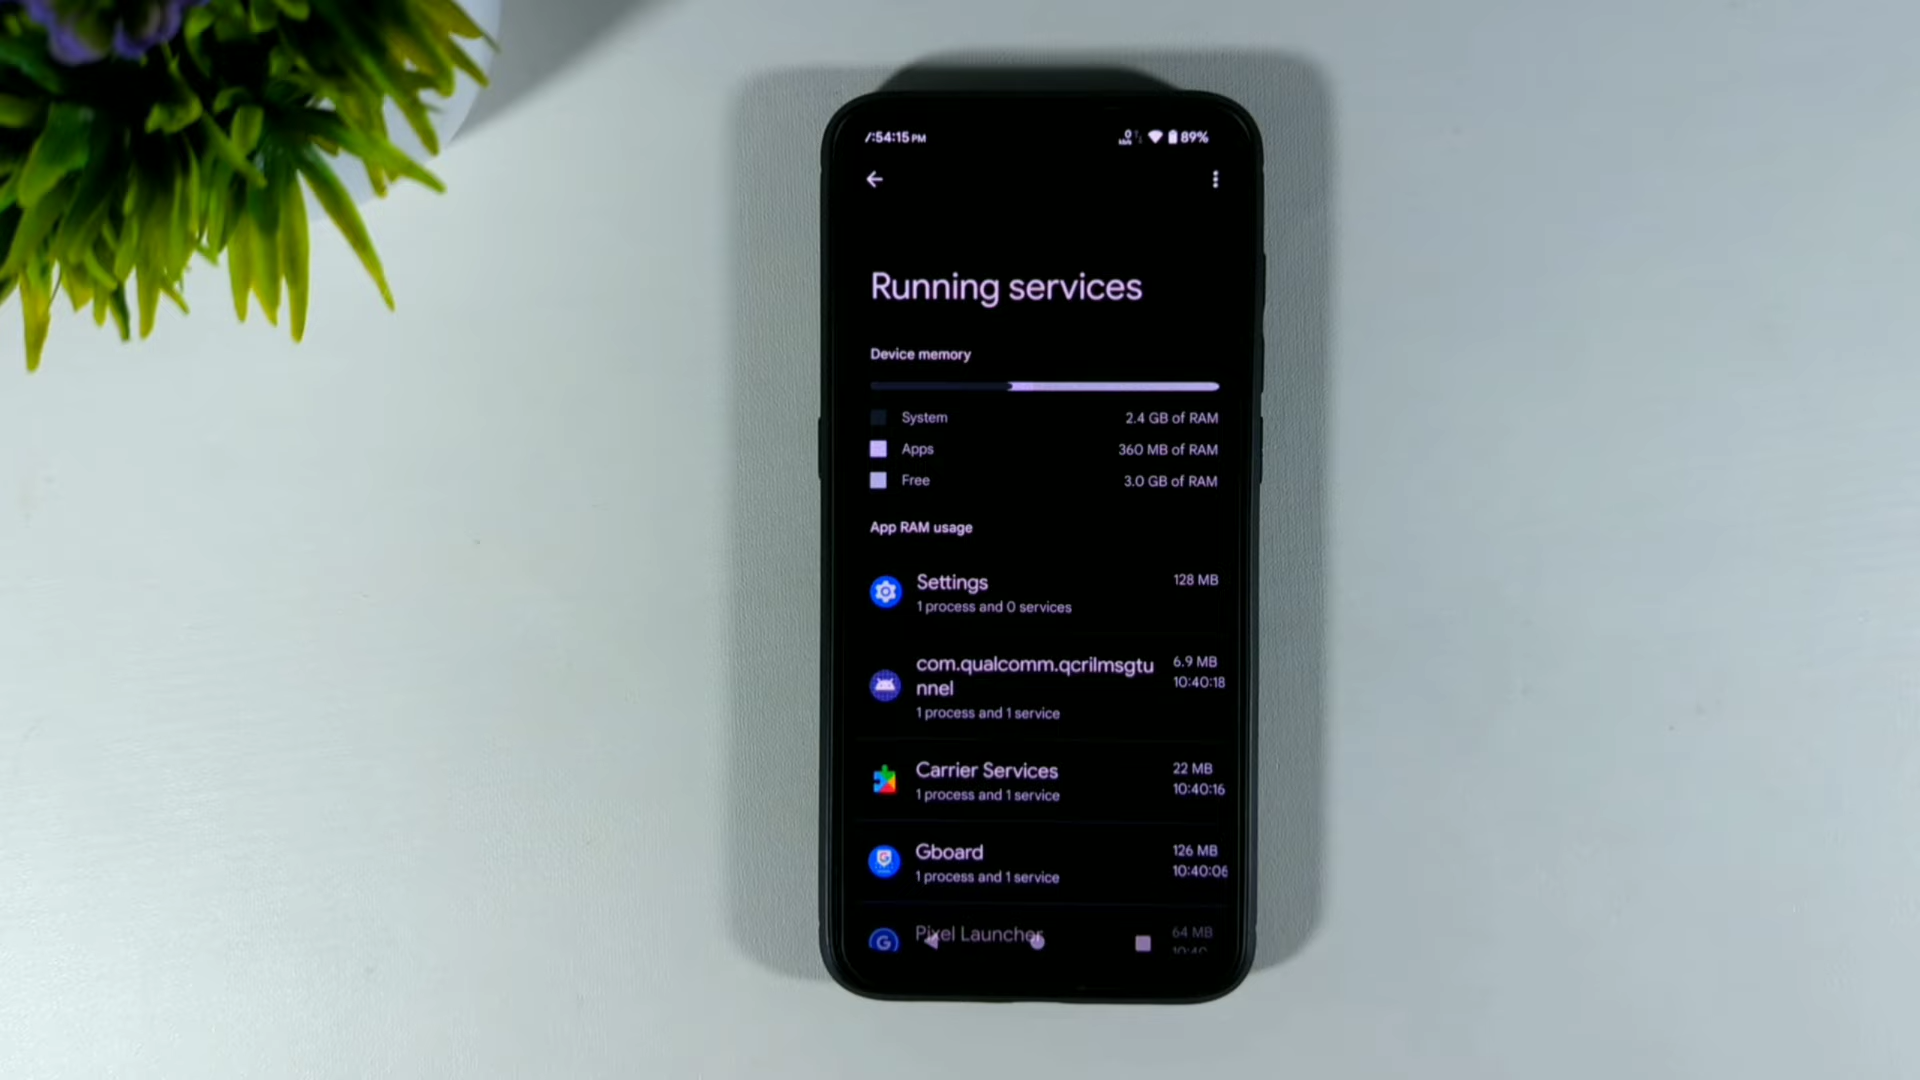 7:54:15 PM 89%
Running services
Device memory
System 2.4 GB of RAM
Apps 360 MB of RAM
Free 3.0 GB of RAM
App RAM usage
Settings 128 MB
1 process and 0 services
com.qualcomm.qcrilmsgtu 6.9 MB
nnel 10:40:18
1 process and 1 service
Carrier Services 22 MB
1 process and 1 service 10:40:16
Gboard 126 MB
1 process and 1 service 10:40:06
Pixel Launcher 64 MB